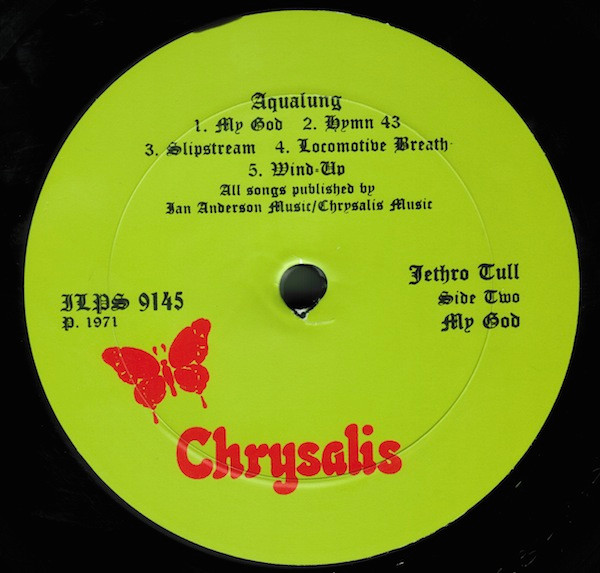 Aqualung
1. My God 2. Hymn 43
3. Slipstream 4. Locomotive Breath
5. Wind-Up
All songs published by
Ian Anderson Music/Chrysalis Music
ILPS 9145
P. 1971
Jethro Tull
Side Two
My God
Chrysalis